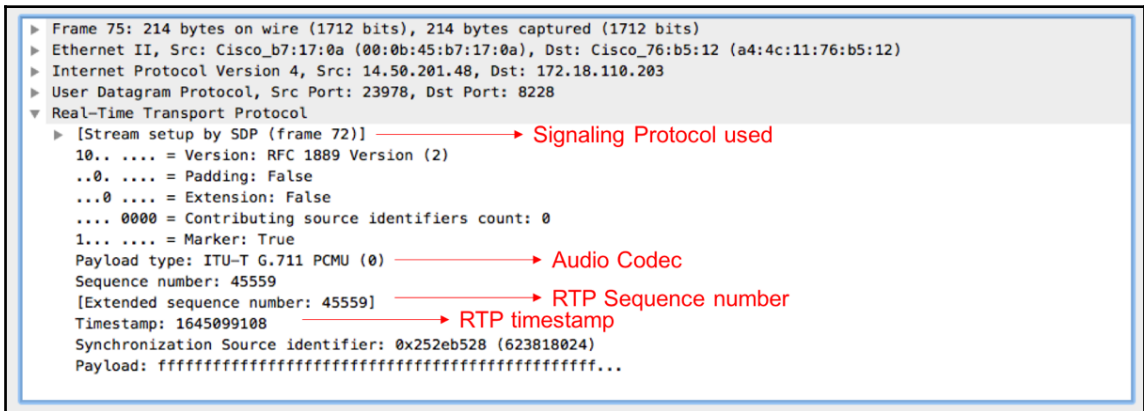 Frame 75: 214 bytes on wire (1712 bits), 214 bytes captured (1712 bits)
Ethernet II, Src: Cisco_b7:17:0a (00:0b:45:b7:17:0a), Dst: Cisco_76:b5:12 (a4:4c:11:76:b5:12)
Internet Protocol Version 4, Src: 14.50.201.48, Dst: 172.18.110.203
User Datagram Protocol, Src Port: 23978, Dst Port: 8228
Real-Time Transport Protocol
[Stream setup by SDP (frame 72)] Signaling Protocol used
10.. .... = Version: RFC 1889 Version (2)
..0. .... = Padding: False
...0 .... = Extension: False
.... 0000 = Contributing source identifiers count: 0
1... .... = Marker: True
Payload type: ITU-T G.711 PCMU (0) Audio Codec
Sequence number: 45559
[Extended sequence number: 45559] RTP Sequence number
Timestamp: 1645099108 RTP timestamp
Synchronization Source identifier: 0x252eb528 (623818024)
Payload: ffffffffffffffffffffffffffffffffffffffffffffffff...